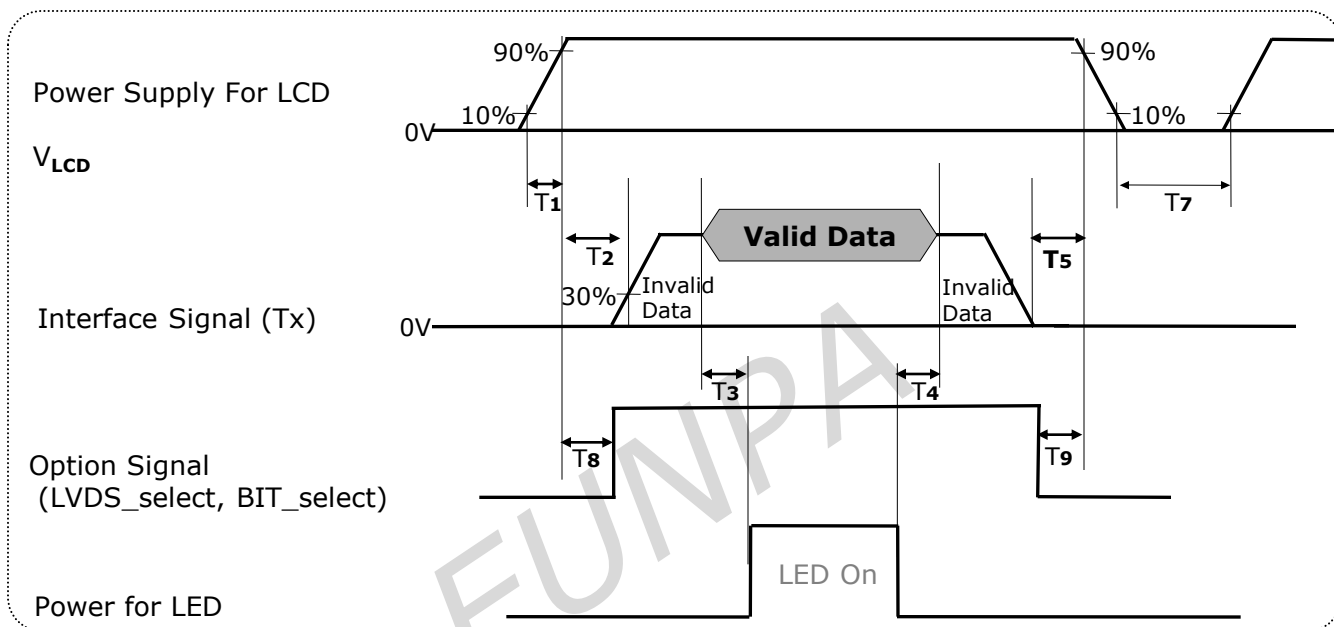 90%
90%
Power Supply For LCD
10%
10%
0V
VLCD
T1
T7
Valid Data
T2
T5
30%
Invalid
Data
Invalid
Data
Interface Signal (Tx)
0V
T3
T4
T8
T9
Option Signal
(LVDS_select, BIT_select)
LED On
Power for LED
FUNPA